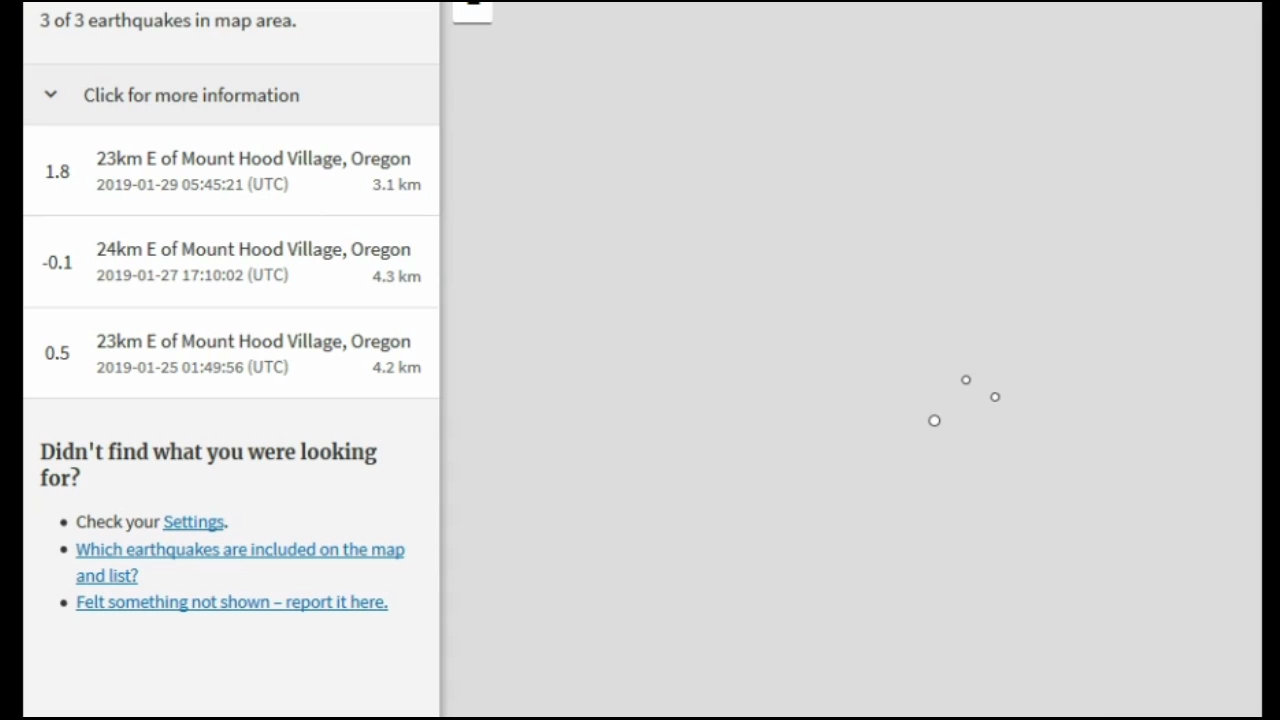 3 of 3 earthquakes in map area.
Click for more information
1.8
23km E of Mount Hood Village, Oregon
2019-01-29 05:45:21 (UTC)
3.1 km
-0.1
24km E of Mount Hood Village, Oregon
2019-01-27 17:10:02 (UTC)
4.3 km
0.5
23km E of Mount Hood Village, Oregon
2019-01-25 01:49:56 (UTC)
4.2 km
Didn't find what you were looking
for?
Check your Settings.
Which earthquakes are included on the map
and list?
Felt something not shown – report it here.